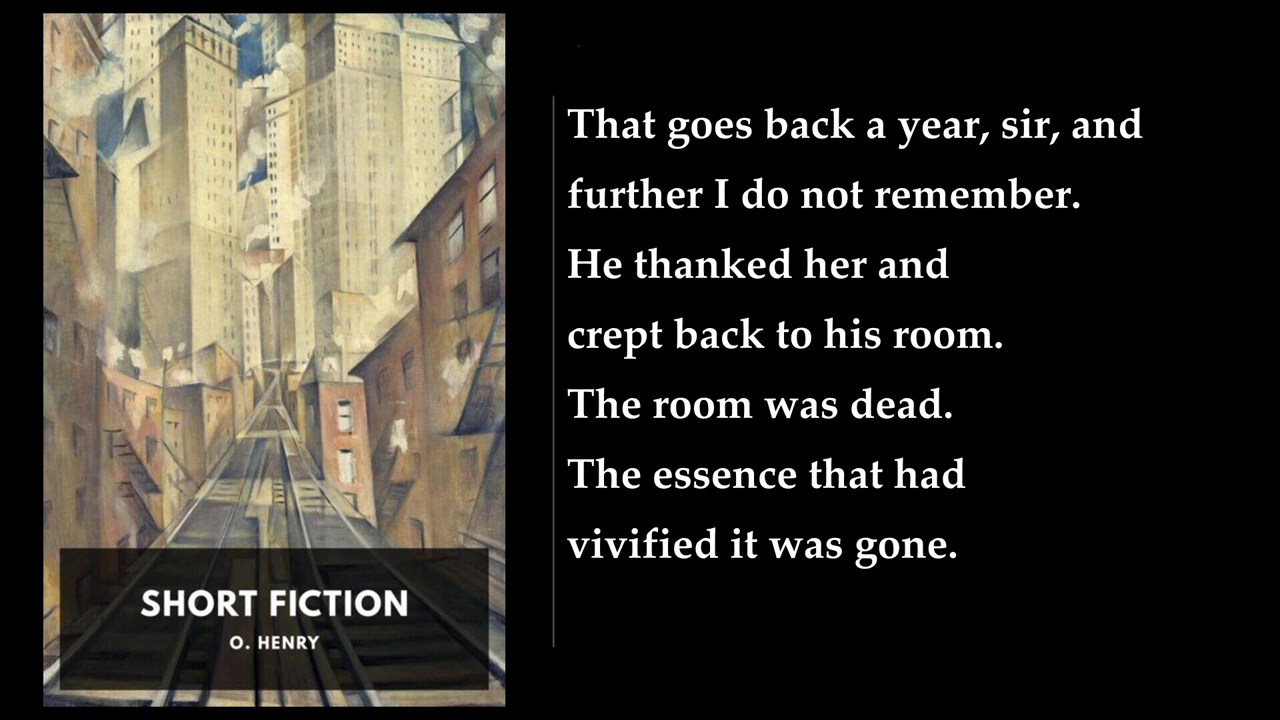 SHORT FICTION
O. HENRY
That goes back a year, sir, and
further I do not remember.
He thanked her and
crept back to his room.
The room was dead.
The essence that had
vivified it was gone.